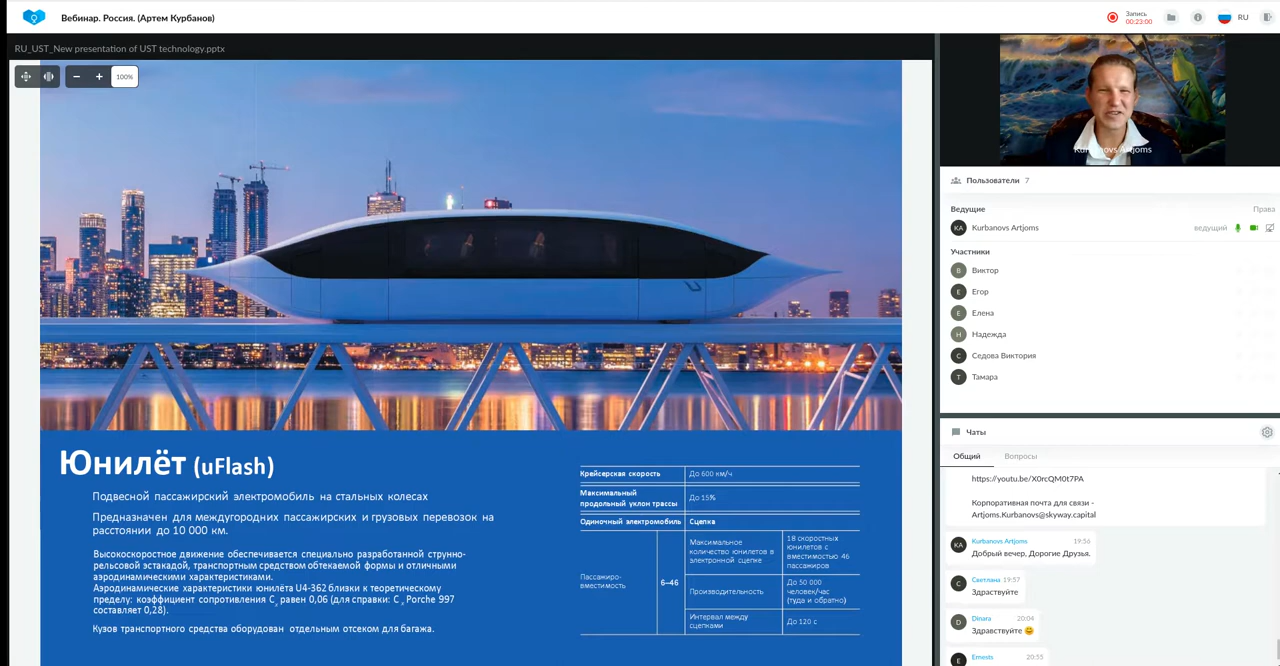 Вебинар. Россия. (Артем Курбанов)
Запись
00:23:00
RU
RU_UST_New presentation of UST technology.pptx
100%
Юнилёт (uFlash)
Подвесной пассажирский электромобиль на стальных колесах
Предназначен для междугородних пассажирских и грузовых перевозок на
расстоянии до 10 000 км.
Высокоскоростное движение обеспечивается специально разработанной струнно-
рельсовой эстакадой, транспортным средством обтекаемой формы и отличными
аэродинамическими характеристиками.
Аэродинамические характеристики юнилёта U4-362 близки к теоретическому
пределу: коэффициент сопротивления Cx равен 0,06 (для справки: Cx Porche 997
составляет 0,28).
Кузов транспортного средства оборудован отдельным отсеком для багажа.
Крейсерская скорость До 600 км/ч
Максимальный
продольный уклон трассы До 15%
Одиночный электромобиль Сцепка
Пассажиро-
вместимость
6–46
Максимальное
количество юнилетов в
электронной сцепке
18 скоростных
юнилетов с
вместимостью 46
пассажиров
Производительность
До 50 000
человек/час
(туда и обратно)
Интервал между
сцепками
До 120 с
Kurbanovs Artjoms
Пользователи 7
Ведущие Права
KA Kurbanovs Artjoms ведущий
Участники
В Виктор
Е Егор
Е Елена
Н Надежда
С Седова Виктория
Т Тамара
Чаты
Общий Вопросы
https://youtu.be/X0rcQM0t7PA
Корпоративная почта для связи -
Artjoms.Kurbanovs@skyway.capital
KA Kurbanovs Artjoms 19:56
Добрый вечер, Дорогие Друзья.
С Светлана 19:57
Здраствуйте
D Dinara 20:04
Здравствуйте 😊
E Ernests 20:55